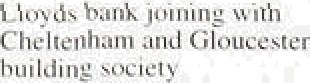 Lloyds bank joining with
Cheltenham and Gloucester
building society